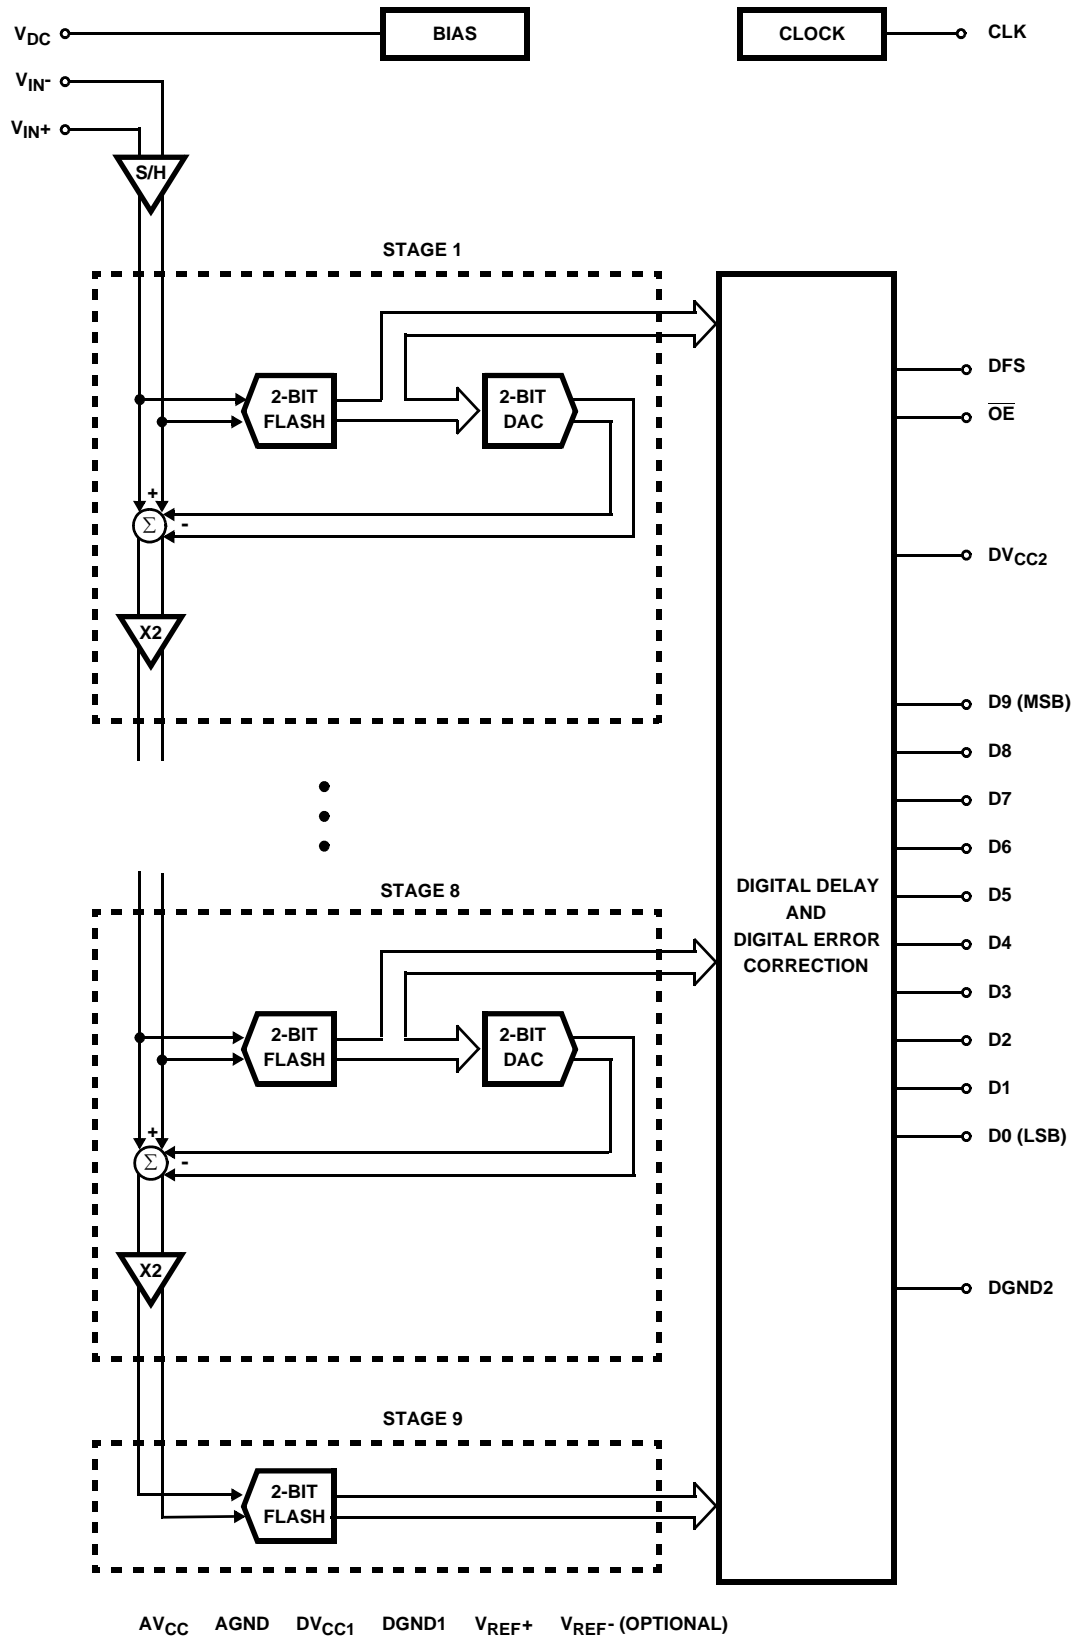 VDC
BIAS
CLOCK
CLK
VIN-
VIN+
S/H
STAGE 1
2-BIT
FLASH
2-BIT
DAC
+
Σ
-
X2
STAGE 8
2-BIT
FLASH
2-BIT
DAC
+
Σ
-
X2
STAGE 9
2-BIT
FLASH
DIGITAL DELAY
AND
DIGITAL ERROR
CORRECTION
DFS
O̅E̅
DVCC2
D9 (MSB)
D8
D7
D6
D5
D4
D3
D2
D1
D0 (LSB)
DGND2
AVCC AGND DVCC1 DGND1 VREF+ VREF- (OPTIONAL)